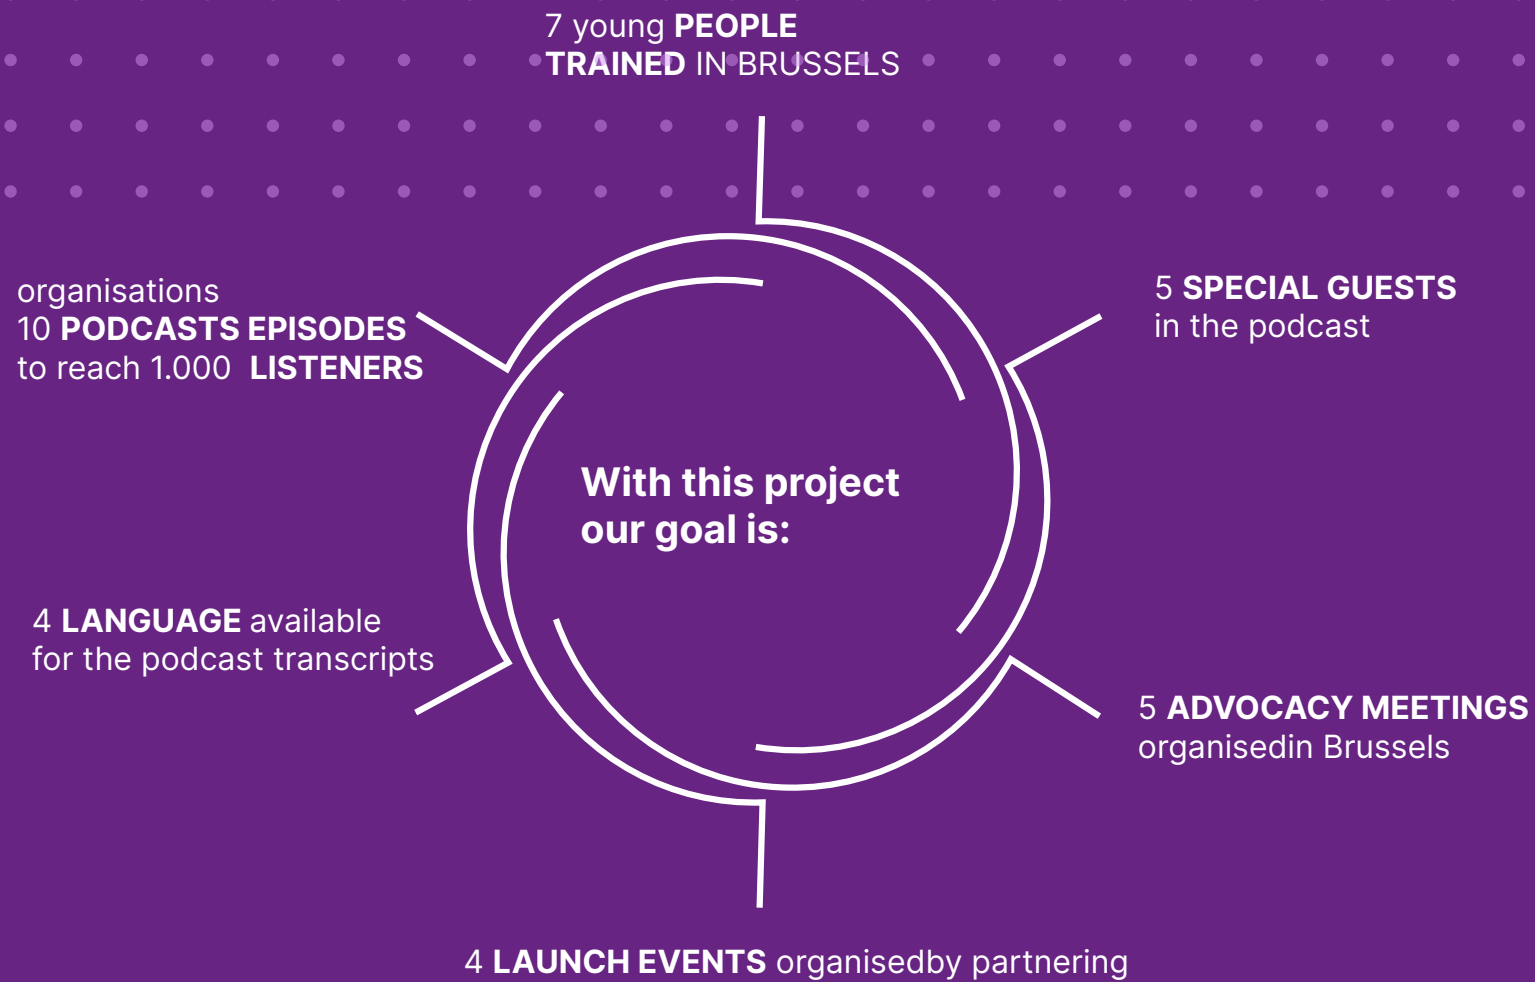 7 young PEOPLE
TRAINED IN BRUSSELS
organisations
10 PODCASTS EPISODES
to reach 1.000 LISTENERS
5 SPECIAL GUESTS
in the podcast
With this project
our goal is:
4 LANGUAGE available
for the podcast transcripts
5 ADVOCACY MEETINGS
organisedin Brussels
4 LAUNCH EVENTS organisedby partnering